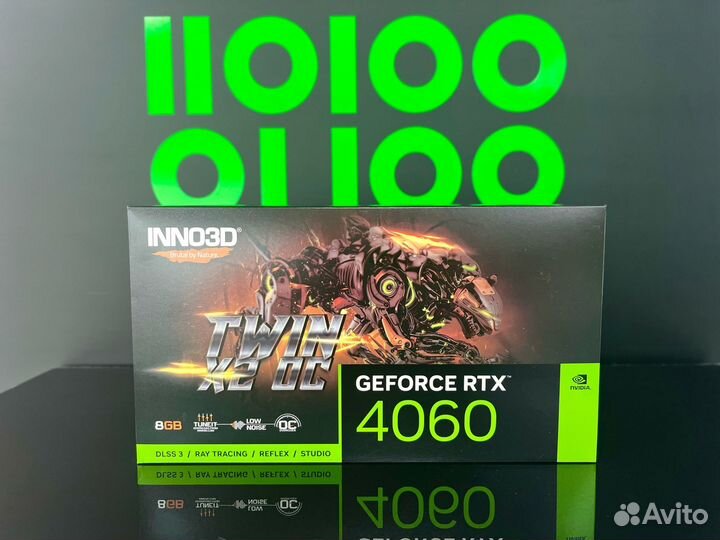 110100
01100
INNO3D®
Brutal by Nature
TWIN
X2 OC
GEFORCE RTX™
4060
NVIDIA
8GB
TUNEIT
LOW
NOISE
OC
DLSS 3 / RAY TRACING / REFLEX / STUDIO
Avito